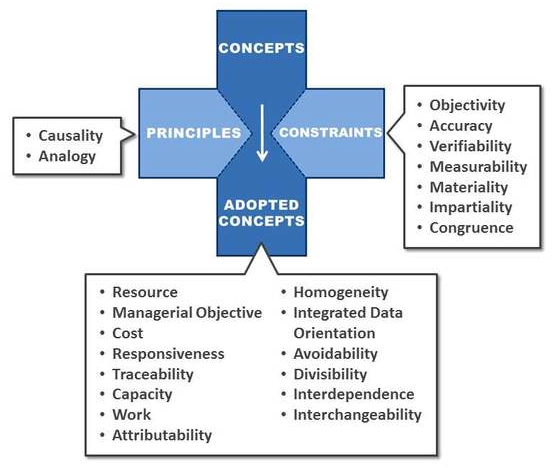 CONCEPTS
PRINCIPLES
CONSTRAINTS
ADOPTED
CONCEPTS
• Causality
• Analogy
• Objectivity
• Accuracy
• Verifiability
• Measurability
• Materiality
• Impartiality
• Congruence
• Resource
• Managerial Objective
• Cost
• Responsiveness
• Traceability
• Capacity
• Work
• Attributability
• Homogeneity
• Integrated Data
Orientation
• Avoidability
• Divisibility
• Interdependence
• Interchangeability